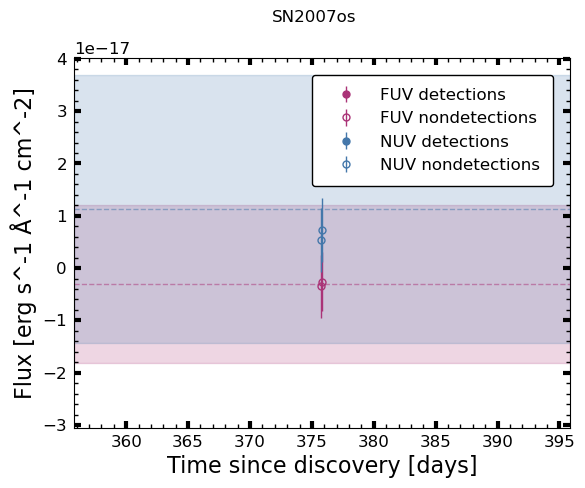 SN2007os
1e−17
4
3
2
1
0
−1
−2
−3
Flux [erg s^-1 Å^-1 cm^-2]
FUV detections
FUV nondetections
NUV detections
NUV nondetections
360 365 370 375 380 385 390 395
Time since discovery [days]